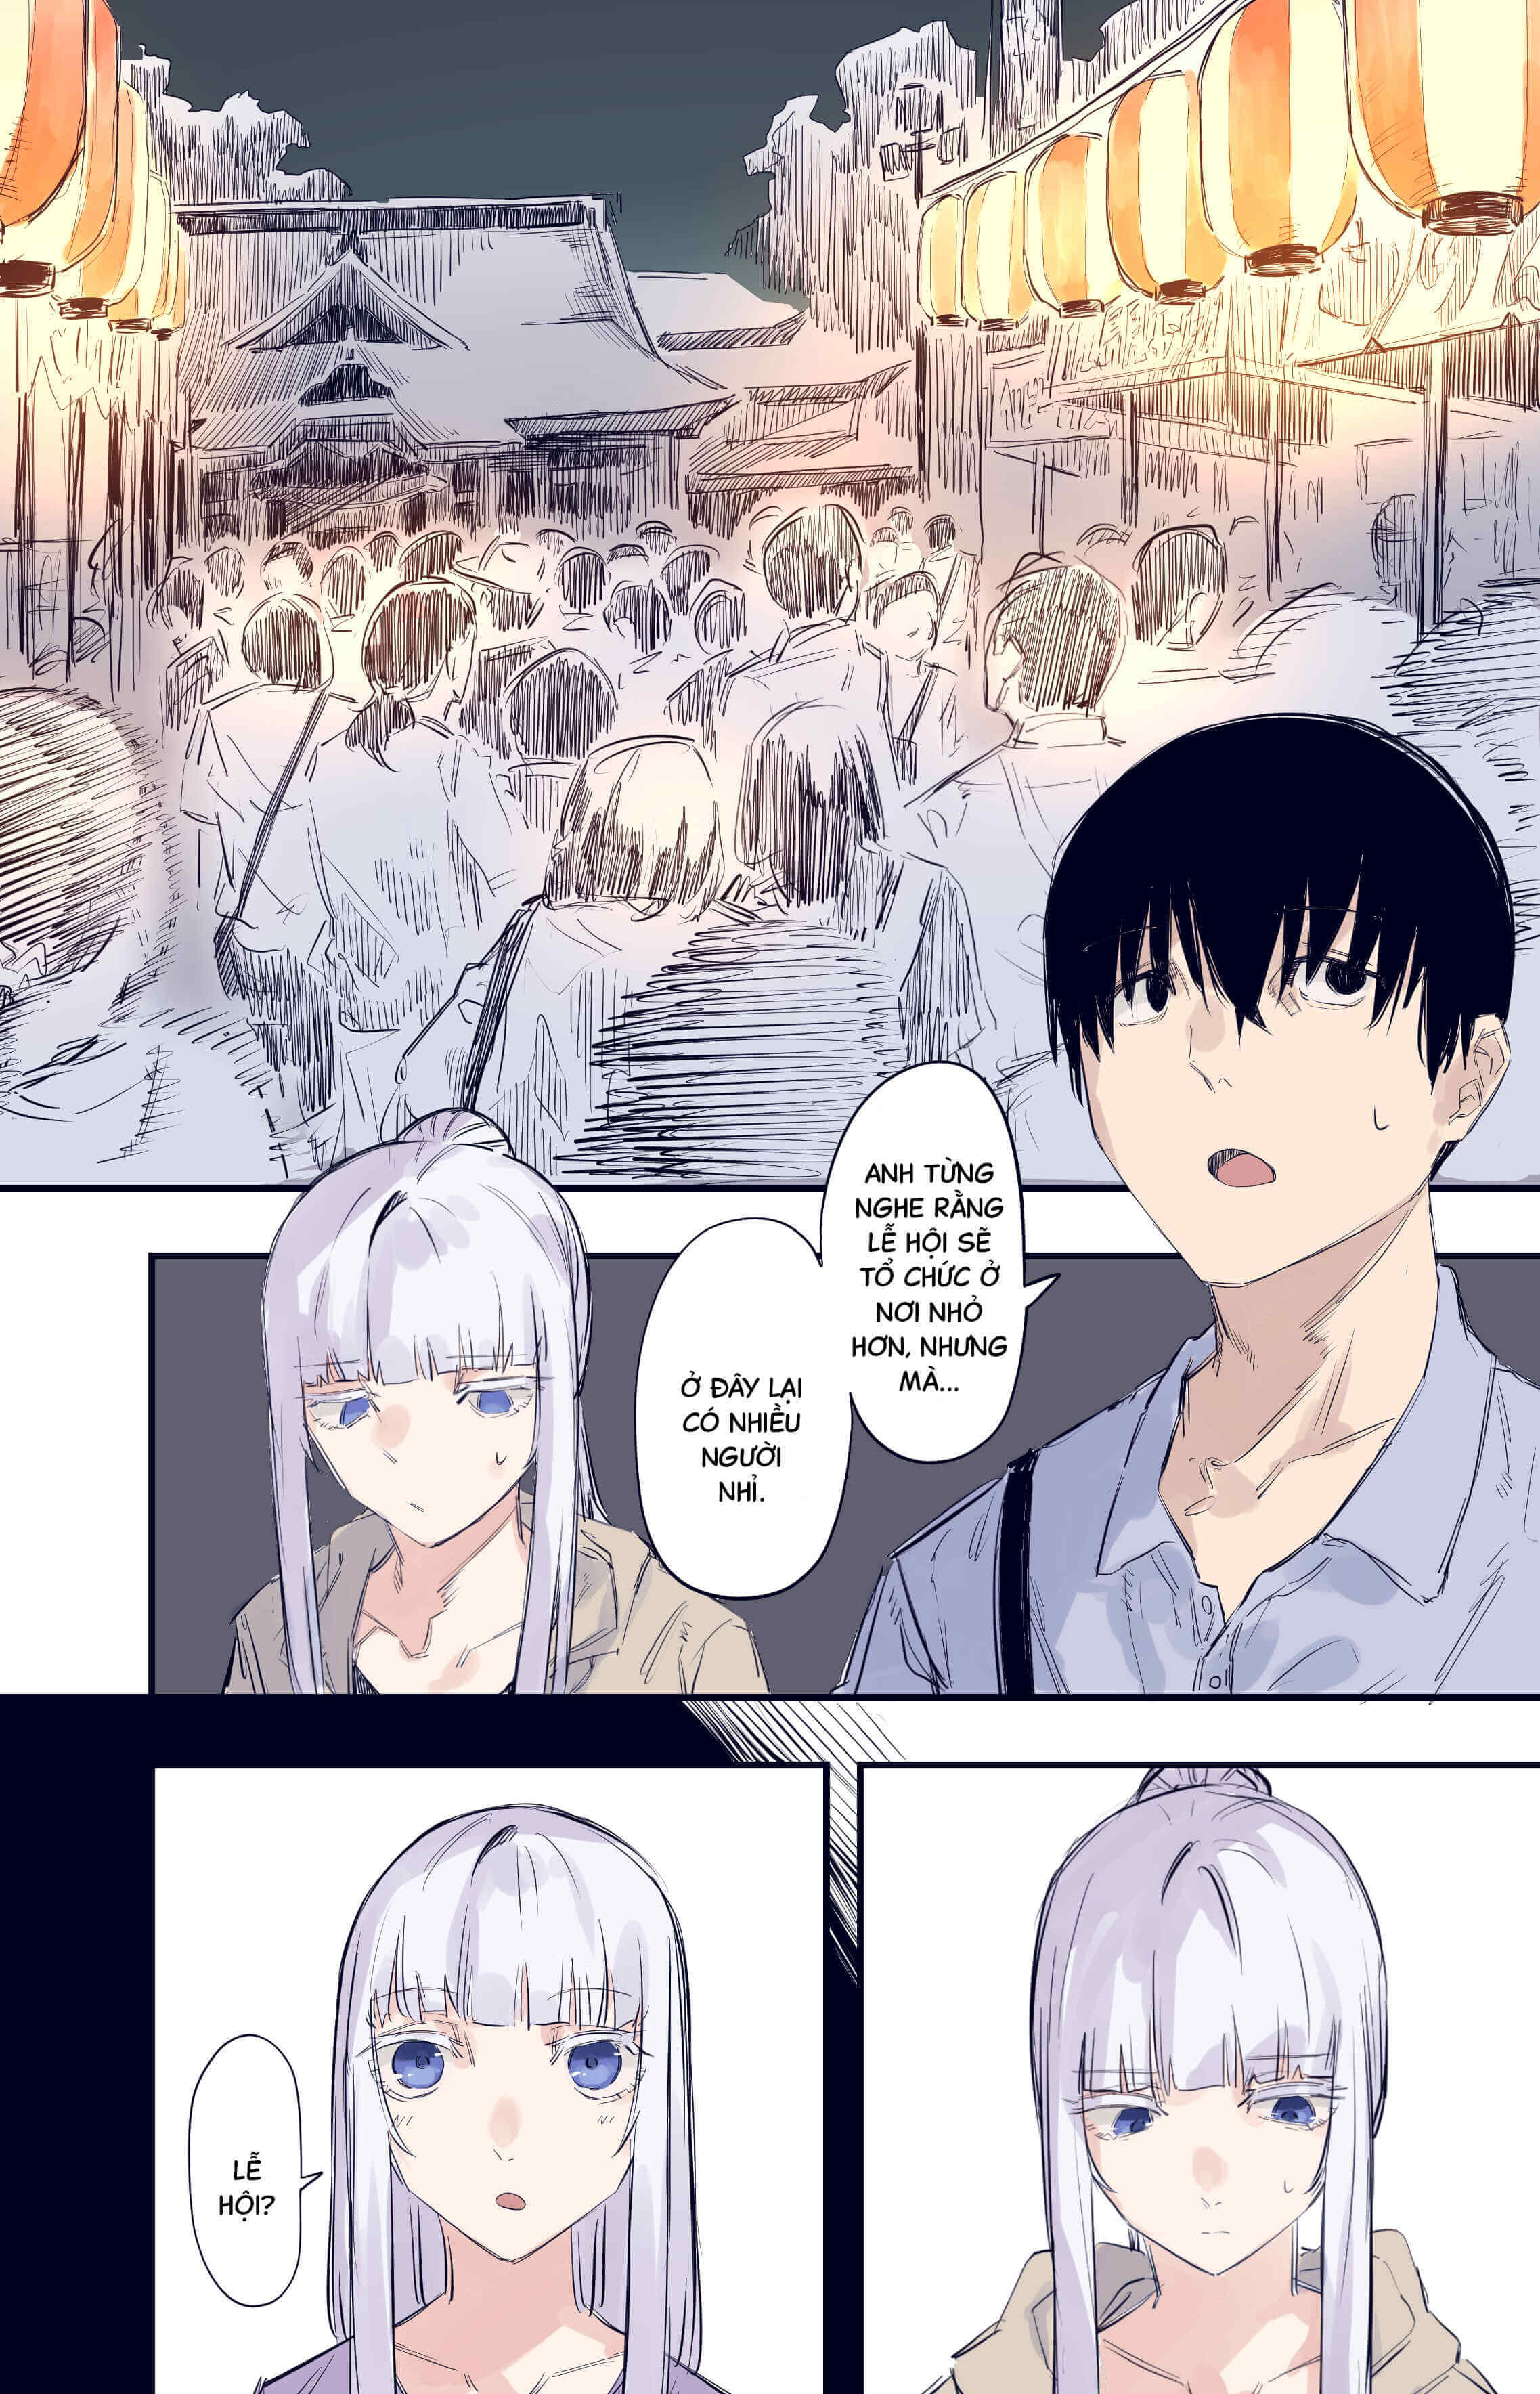 ANH TỪNG
NGHE RẰNG
LỄ HỘI SẼ
TỔ CHỨC Ở
NƠI NHỎ
HƠN, NHƯNG
MÀ...
Ở ĐÂY LẠI
CÓ NHIỀU
NGƯỜI
NHỈ.
LỄ
HỘI?